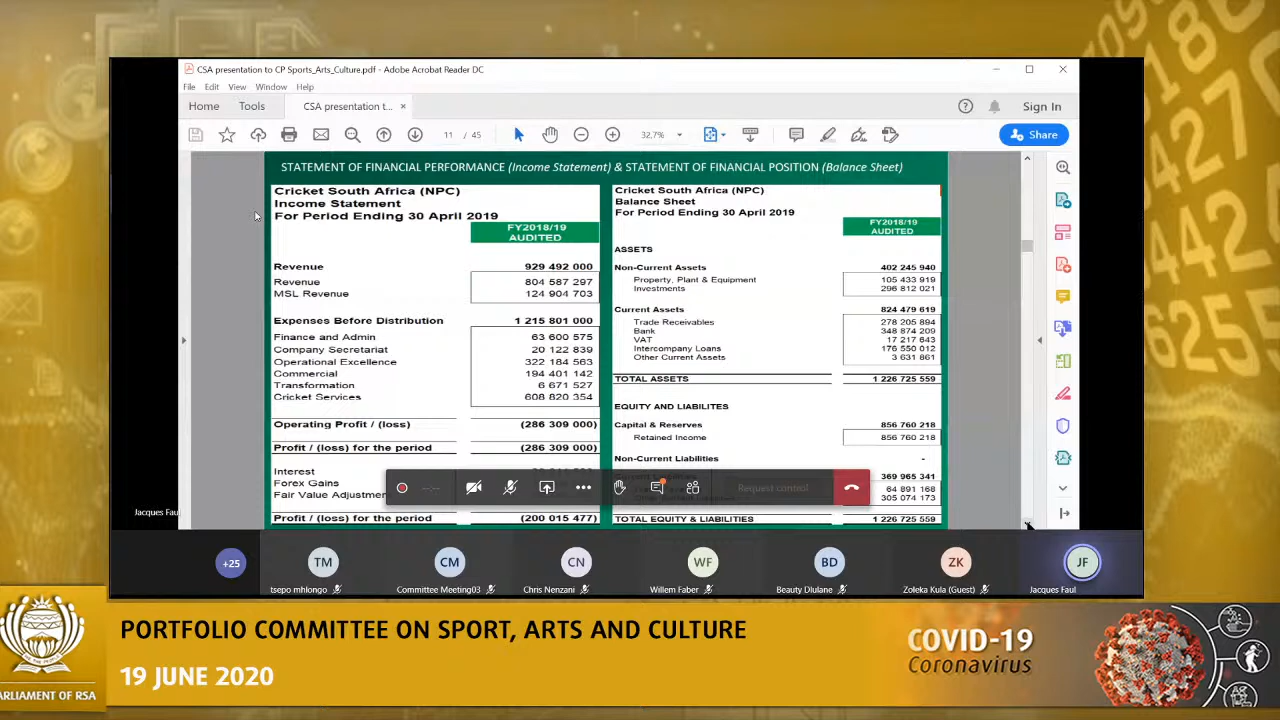 CSA presentation to CP Sports_Arts_Culture.pdf - Adobe Acrobat Reader DC
File Edit View Window Help
Home Tools CSA presentation t... × Sign In
11 / 45 32,7% Share
STATEMENT OF FINANCIAL PERFORMANCE (Income Statement) & STATEMENT OF FINANCIAL POSITION (Balance Sheet)
Cricket South Africa (NPC)
Income Statement
For Period Ending 30 April 2019
FY2018/19
AUDITED
Revenue 929 492 000
Revenue 804 587 297
MSL Revenue 124 904 703
Expenses Before Distribution 1 215 801 000
Finance and Admin 63 600 575
Company Secretariat 20 122 839
Operational Excellence 322 184 563
Commercial 194 401 142
Transformation 6 671 527
Cricket Services 608 820 354
Operating Profit / (loss) (286 309 000)
Profit / (loss) for the period (286 309 000)
Interest
Forex Gains
Fair Value Adjustmen
Profit / (loss) for the period (200 015 477)
Cricket South Africa (NPC)
Balance Sheet
For Period Ending 30 April 2019
FY2018/19
AUDITED
ASSETS
Non-Current Assets 402 245 940
Property, Plant & Equipment 105 433 919
Investments 296 812 021
Current Assets 824 479 619
Trade Receivables 278 205 894
Bank 348 874 209
VAT 17 217 643
Intercompany Loans 176 550 012
Other Current Assets 3 631 861
TOTAL ASSETS 1 226 725 559
EQUITY AND LIABILITES
Capital & Reserves 856 760 218
Retained Income 856 760 218
Non-Current Liabilities -
369 965 341
64 891 168
305 074 173
TOTAL EQUITY & LIABILITIES 1 226 725 559
--:-- Request control
Jacques Faul
+25 TM CM CN WF BD ZK JF
tsepo mhlongo Committee Meeting03 Chris Nenzani Willem Faber Beauty Dlulane Zoleka Kula (Guest) Jacques Faul
PORTFOLIO COMMITTEE ON SPORT, ARTS AND CULTURE
19 JUNE 2020
COVID-19
Coronavirus
ARLIAMENT OF RSA